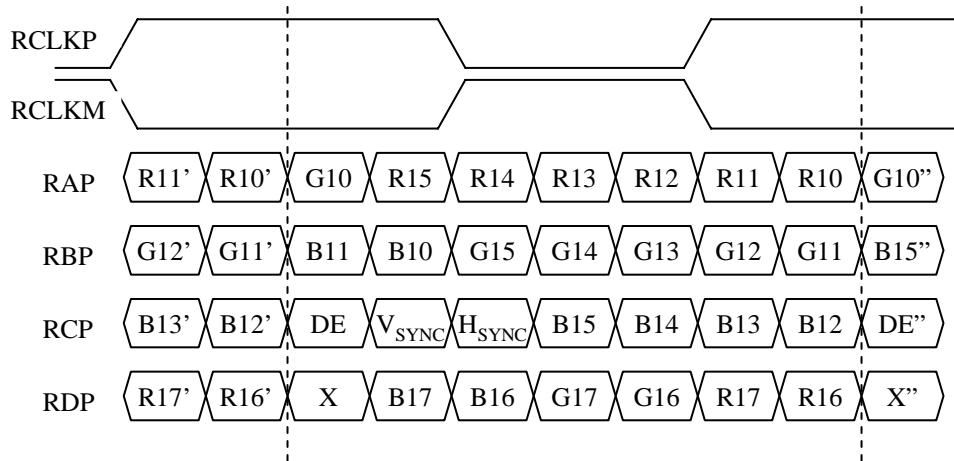 RCLKP
RCLKM
RAP R11’ R10’ G10 R15 R14 R13 R12 R11 R10 G10”
RBP G12’ G11’ B11 B10 G15 G14 G13 G12 G11 B15”
RCP B13’ B12’ DE VSYNC HSYNC B15 B14 B13 B12 DE”
RDP R17’ R16’ X B17 B16 G17 G16 R17 R16 X”